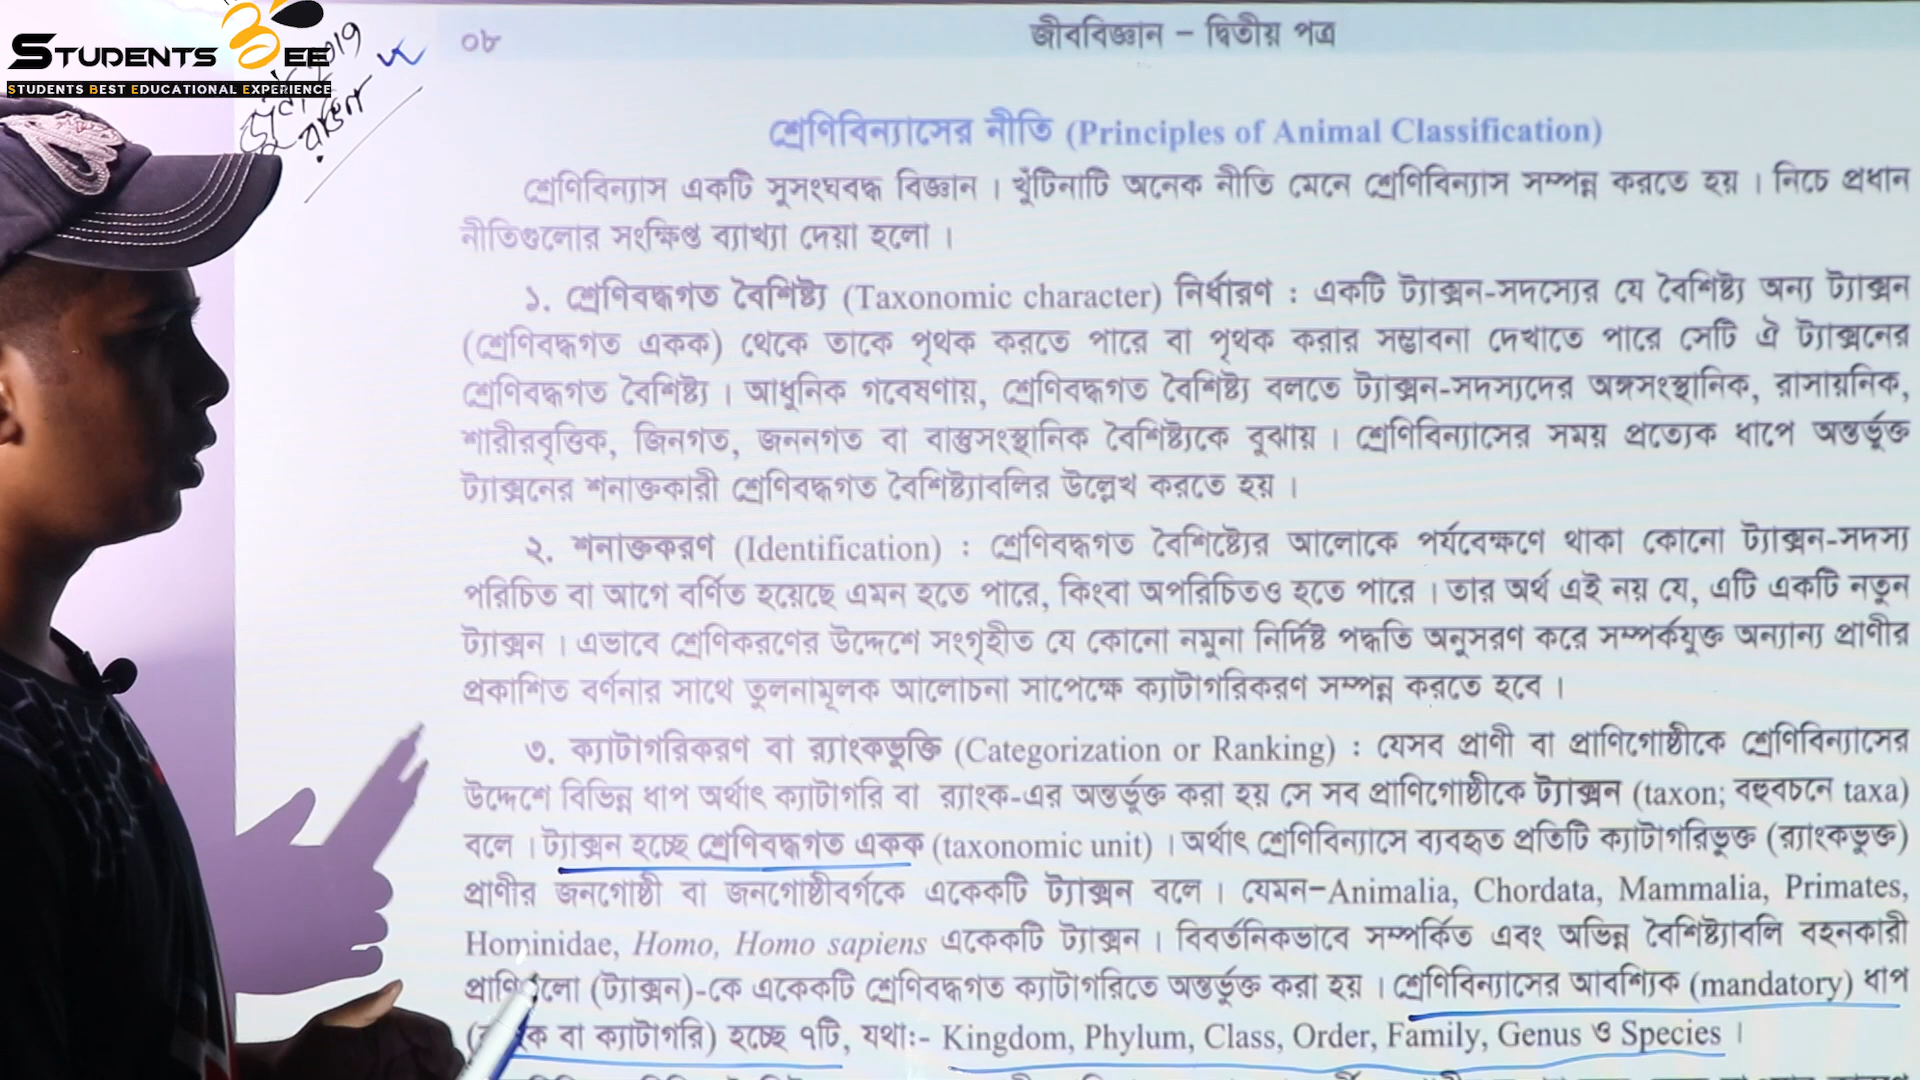 STUDENTS BEE
STUDENTS BEST EDUCATIONAL EXPERIENCE
০৮
জীববিজ্ঞান – দ্বিতীয় পত্র
শ্রেণিবিন্যাসের নীতি (Principles of Animal Classification)
শ্রেণিবিন্যাস একটি সুসংঘবদ্ধ বিজ্ঞান । খুঁটিনাটি অনেক নীতি মেনে শ্রেণিবিন্যাস সম্পন্ন করতে হয় । নিচে প্রধান
নীতিগুলোর সংক্ষিপ্ত ব্যাখ্যা দেয়া হলো ।
১. শ্রেণিবদ্ধগত বৈশিষ্ট্য (Taxonomic character) নির্ধারণ : একটি ট্যাক্সন-সদস্যের যে বৈশিষ্ট্য অন্য ট্যাক্সন
(শ্রেণিবদ্ধগত একক) থেকে তাকে পৃথক করতে পারে বা পৃথক করার সম্ভাবনা দেখাতে পারে সেটি ঐ ট্যাক্সনের
শ্রেণিবদ্ধগত বৈশিষ্ট্য । আধুনিক গবেষণায়, শ্রেণিবদ্ধগত বৈশিষ্ট্য বলতে ট্যাক্সন-সদস্যদের অঙ্গসংস্থানিক, রাসায়নিক,
শারীরবৃত্তিক, জিনগত, জননগত বা বাস্তুসংস্থানিক বৈশিষ্ট্যকে বুঝায় । শ্রেণিবিন্যাসের সময় প্রত্যেক ধাপে অন্তর্ভূক্ত
ট্যাক্সনের শনাক্তকারী শ্রেণিবদ্ধগত বৈশিষ্ট্যাবলির উল্লেখ করতে হয় ।
২. শনাক্তকরণ (Identification) : শ্রেণিবদ্ধগত বৈশিষ্ট্যের আলোকে পর্যবেক্ষণে থাকা কোনো ট্যাক্সন-সদস্য
পরিচিত বা আগে বর্ণিত হয়েছে এমন হতে পারে, কিংবা অপরিচিতও হতে পারে । তার অর্থ এই নয় যে, এটি একটি নতুন
ট্যাক্সন । এভাবে শ্রেণিকরণের উদ্দেশে সংগৃহীত যে কোনো নমুনা নির্দিষ্ট পদ্ধতি অনুসরণ করে সম্পর্কযুক্ত অন্যান্য প্রাণীর
প্রকাশিত বর্ণনার সাথে তুলনামূলক আলোচনা সাপেক্ষে ক্যাটাগরিকরণ সম্পন্ন করতে হবে ।
৩. ক্যাটাগরিকরণ বা র‍্যাংকভুক্তি (Categorization or Ranking) : যেসব প্রাণী বা প্রাণিগোষ্ঠীকে শ্রেণিবিন্যাসের
উদ্দেশে বিভিন্ন ধাপ অর্থাৎ ক্যাটাগরি বা র‍্যাংক-এর অন্তর্ভূক্ত করা হয় সে সব প্রাণিগোষ্ঠীকে ট্যাক্সন (taxon; বহুবচনে taxa)
বলে । ট্যাক্সন হচ্ছে শ্রেণিবদ্ধগত একক (taxonomic unit) । অর্থাৎ শ্রেণিবিন্যাসে ব্যবহৃত প্রতিটি ক্যাটাগরিভুক্ত (র‍্যাংকভুক্ত)
প্রাণীর জনগোষ্ঠী বা জনগোষ্ঠীবর্গকে একেকটি ট্যাক্সন বলে । যেমন–Animalia, Chordata, Mammalia, Primates,
Hominidae, Homo, Homo sapiens একেকটি ট্যাক্সন । বিবর্তনিকভাবে সম্পর্কিত এবং অভিন্ন বৈশিষ্ট্যাবলি বহনকারী
(ট্যাক্সন)-কে একেকটি শ্রেণিবদ্ধগত ক্যাটাগরিতে অন্তর্ভূক্ত করা হয় । শ্রেণিবিন্যাসের আবশ্যিক (mandatory) ধাপ
বা ক্যাটাগরি) হচ্ছে ৭টি, যথা:- Kingdom, Phylum, Class, Order, Family, Genus ও Species ।